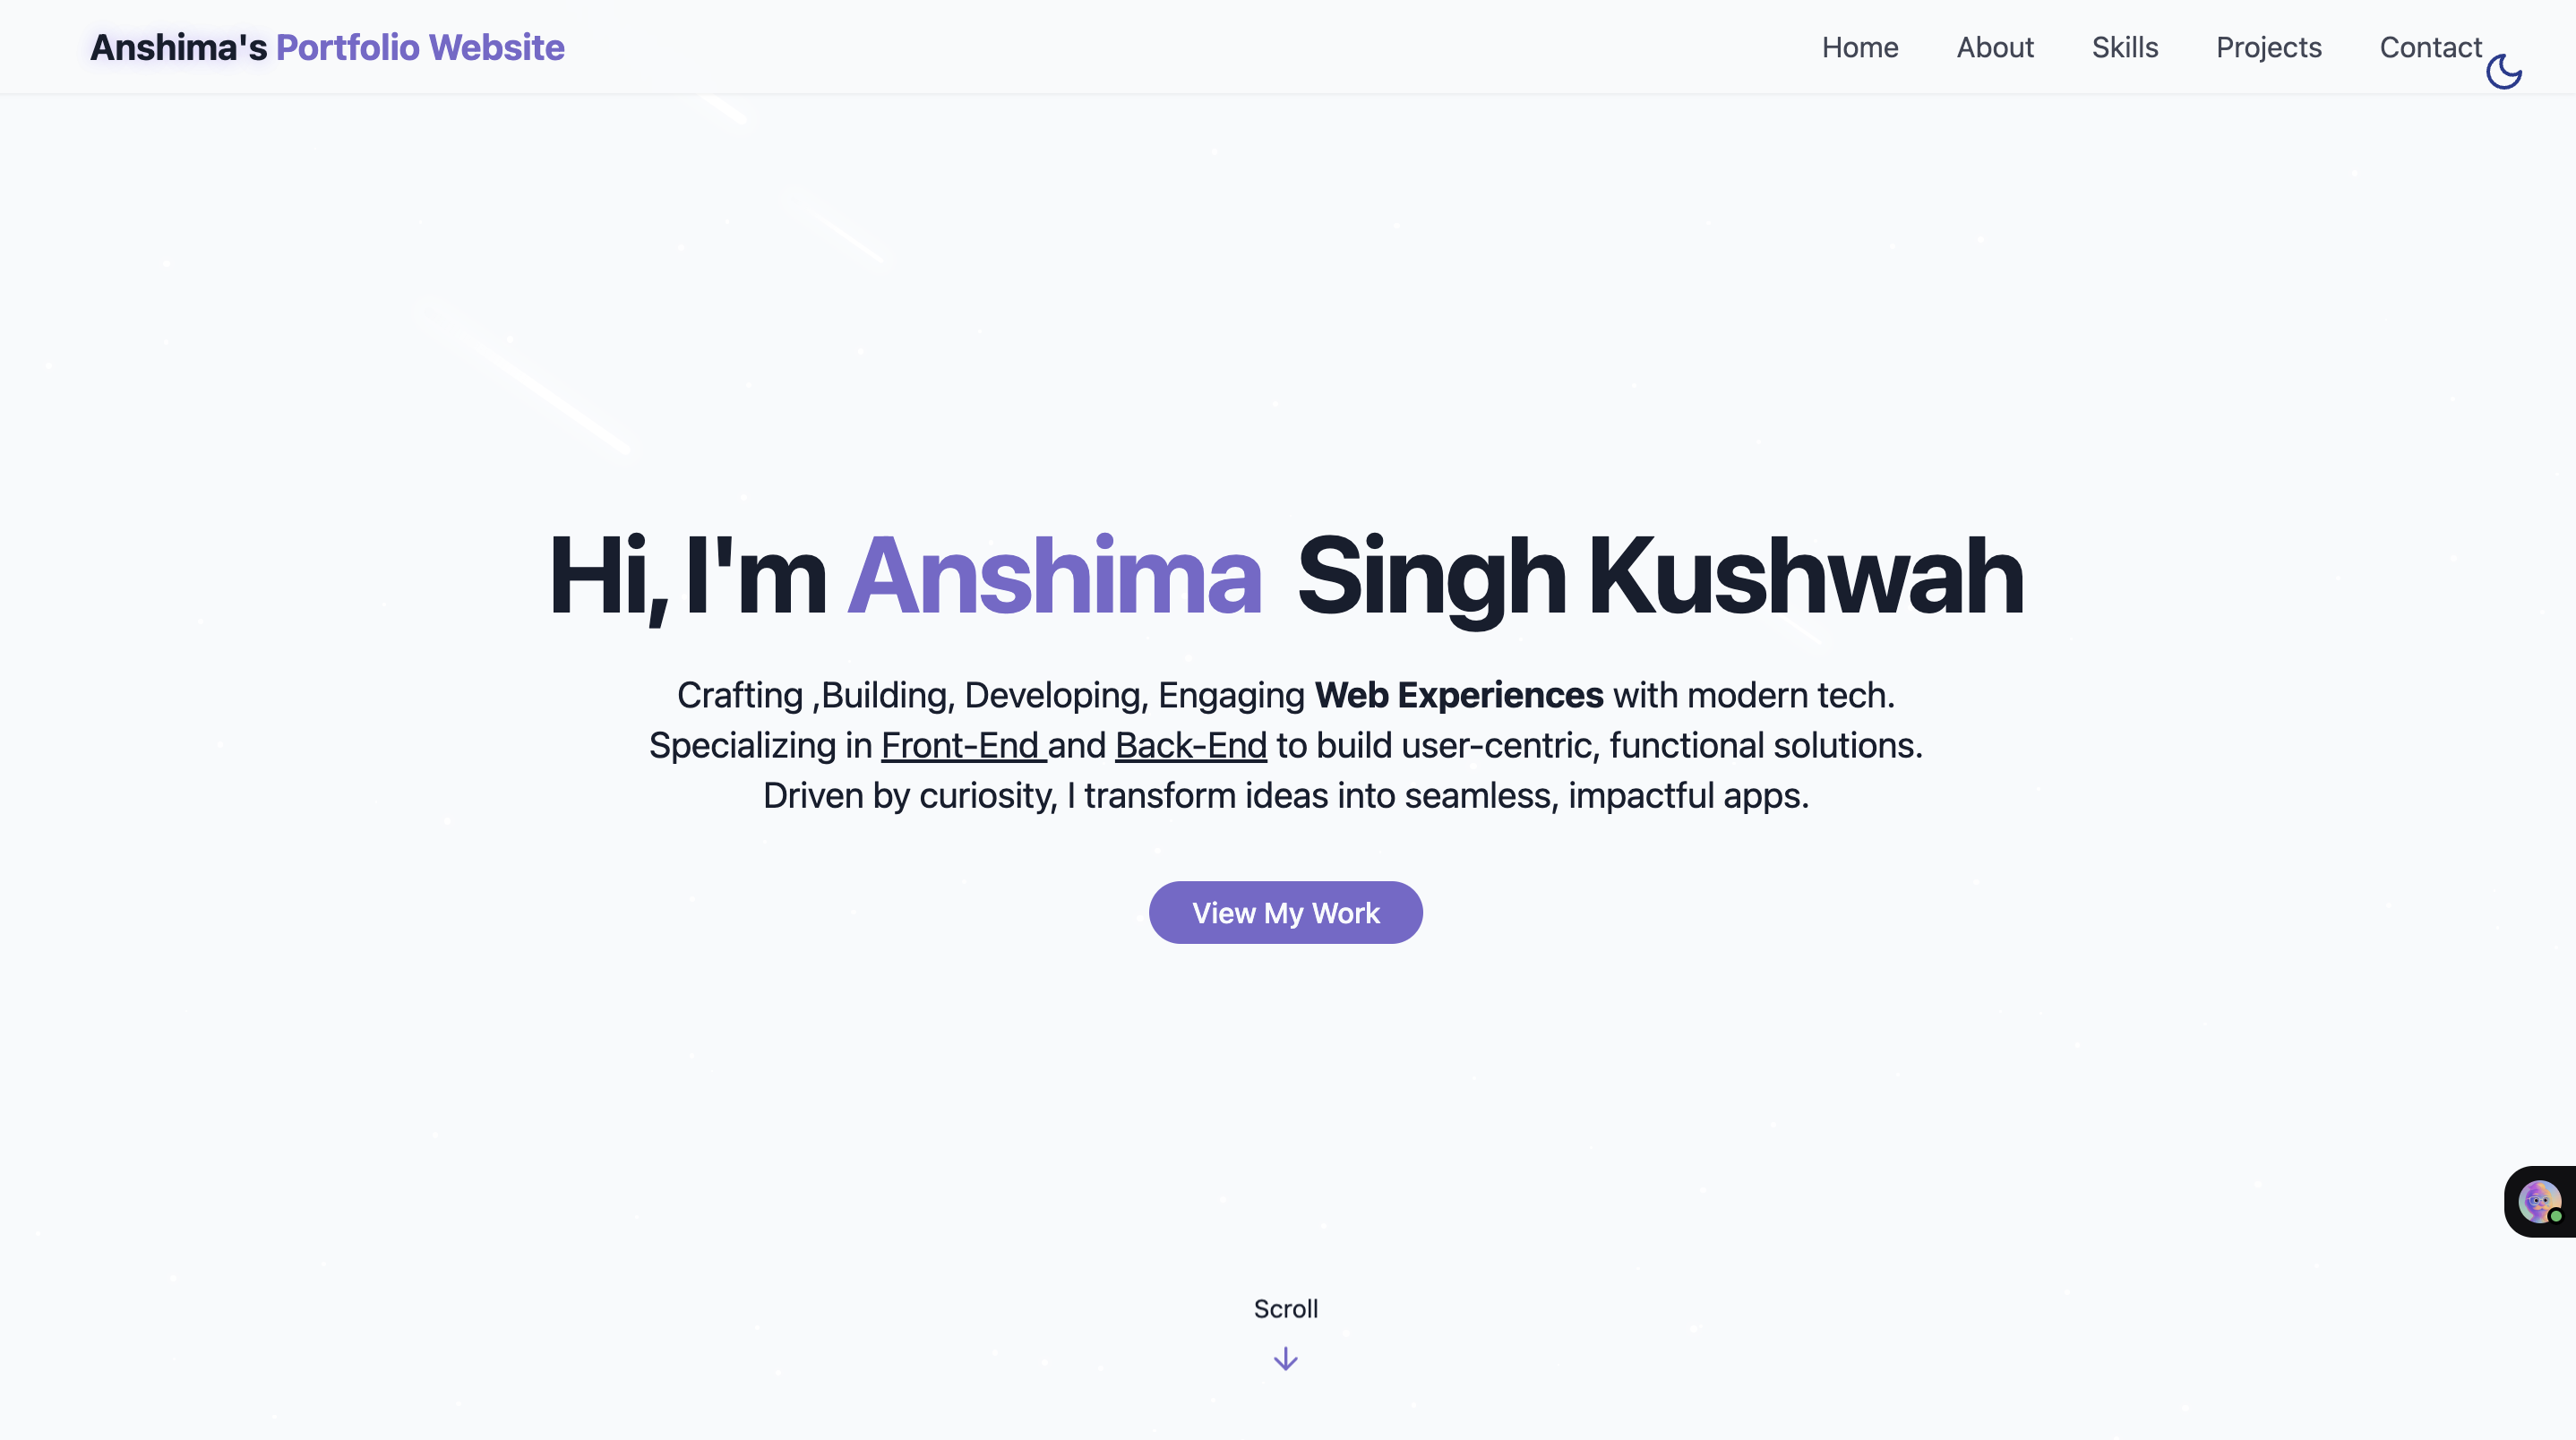 Anshima's Portfolio Website
Home About Skills Projects Contact
Hi, I'm Anshima Singh Kushwah
Crafting ,Building, Developing, Engaging Web Experiences with modern tech.
Specializing in Front-End and Back-End to build user-centric, functional solutions.
Driven by curiosity, I transform ideas into seamless, impactful apps.
View My Work
Scroll